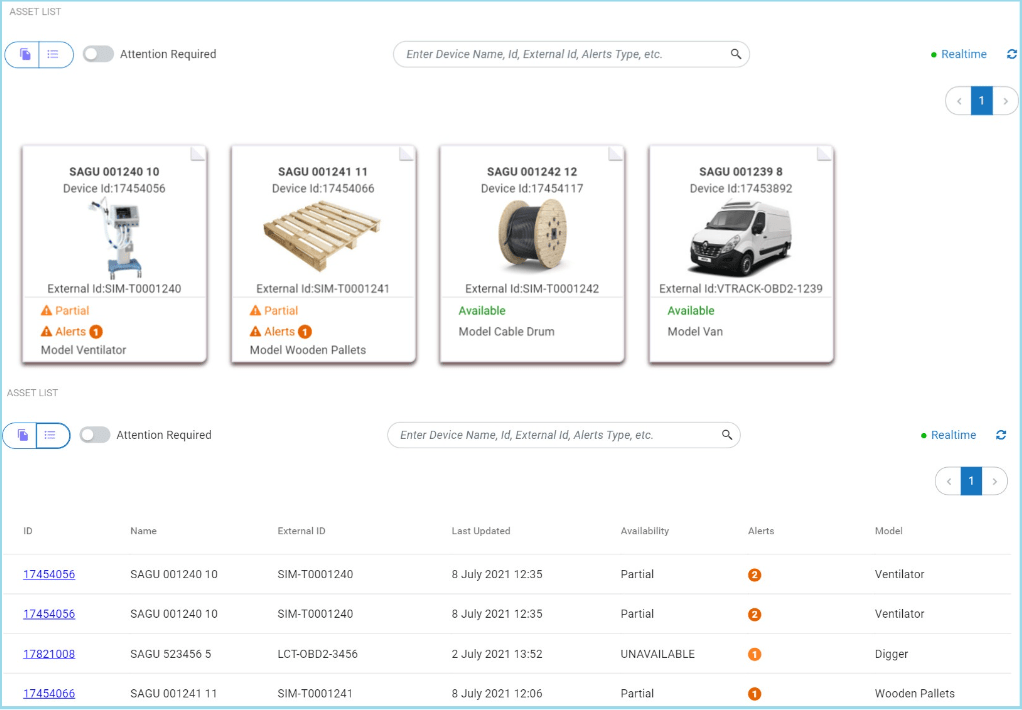 ASSET LIST
Attention Required
Enter Device Name, Id, External Id, Alerts Type, etc.
Realtime
1
SAGU 001240 10
Device Id:17454056
External Id:SIM-T0001240
Partial
Alerts 1
Model Ventilator
SAGU 001241 11
Device Id:17454066
External Id:SIM-T0001241
Partial
Alerts 1
Model Wooden Pallets
SAGU 001242 12
Device Id:17454117
External Id:SIM-T0001242
Available
Model Cable Drum
SAGU 001239 8
Device Id:17453892
External Id:VTRACK-OBD2-1239
Available
Model Van
ASSET LIST
Attention Required
Enter Device Name, Id, External Id, Alerts Type, etc.
Realtime
1
ID Name External ID Last Updated Availability Alerts Model
17454056 SAGU 001240 10 SIM-T0001240 8 July 2021 12:35 Partial 2 Ventilator
17454056 SAGU 001240 10 SIM-T0001240 8 July 2021 12:35 Partial 2 Ventilator
17821008 SAGU 523456 5 LCT-OBD2-3456 2 July 2021 13:52 UNAVAILABLE 1 Digger
17454066 SAGU 001241 11 SIM-T0001241 8 July 2021 12:06 Partial 1 Wooden Pallets